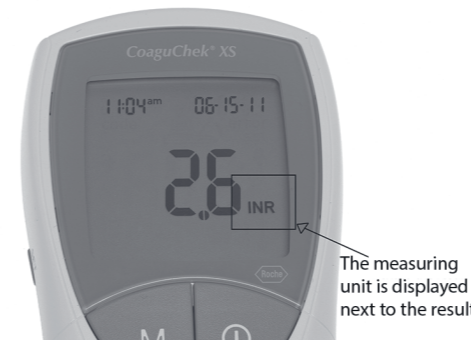 CoaguChek® XS
11:04am 06-15-11
2.6 INR
Roche
M
The measuring
unit is displayed
next to the result